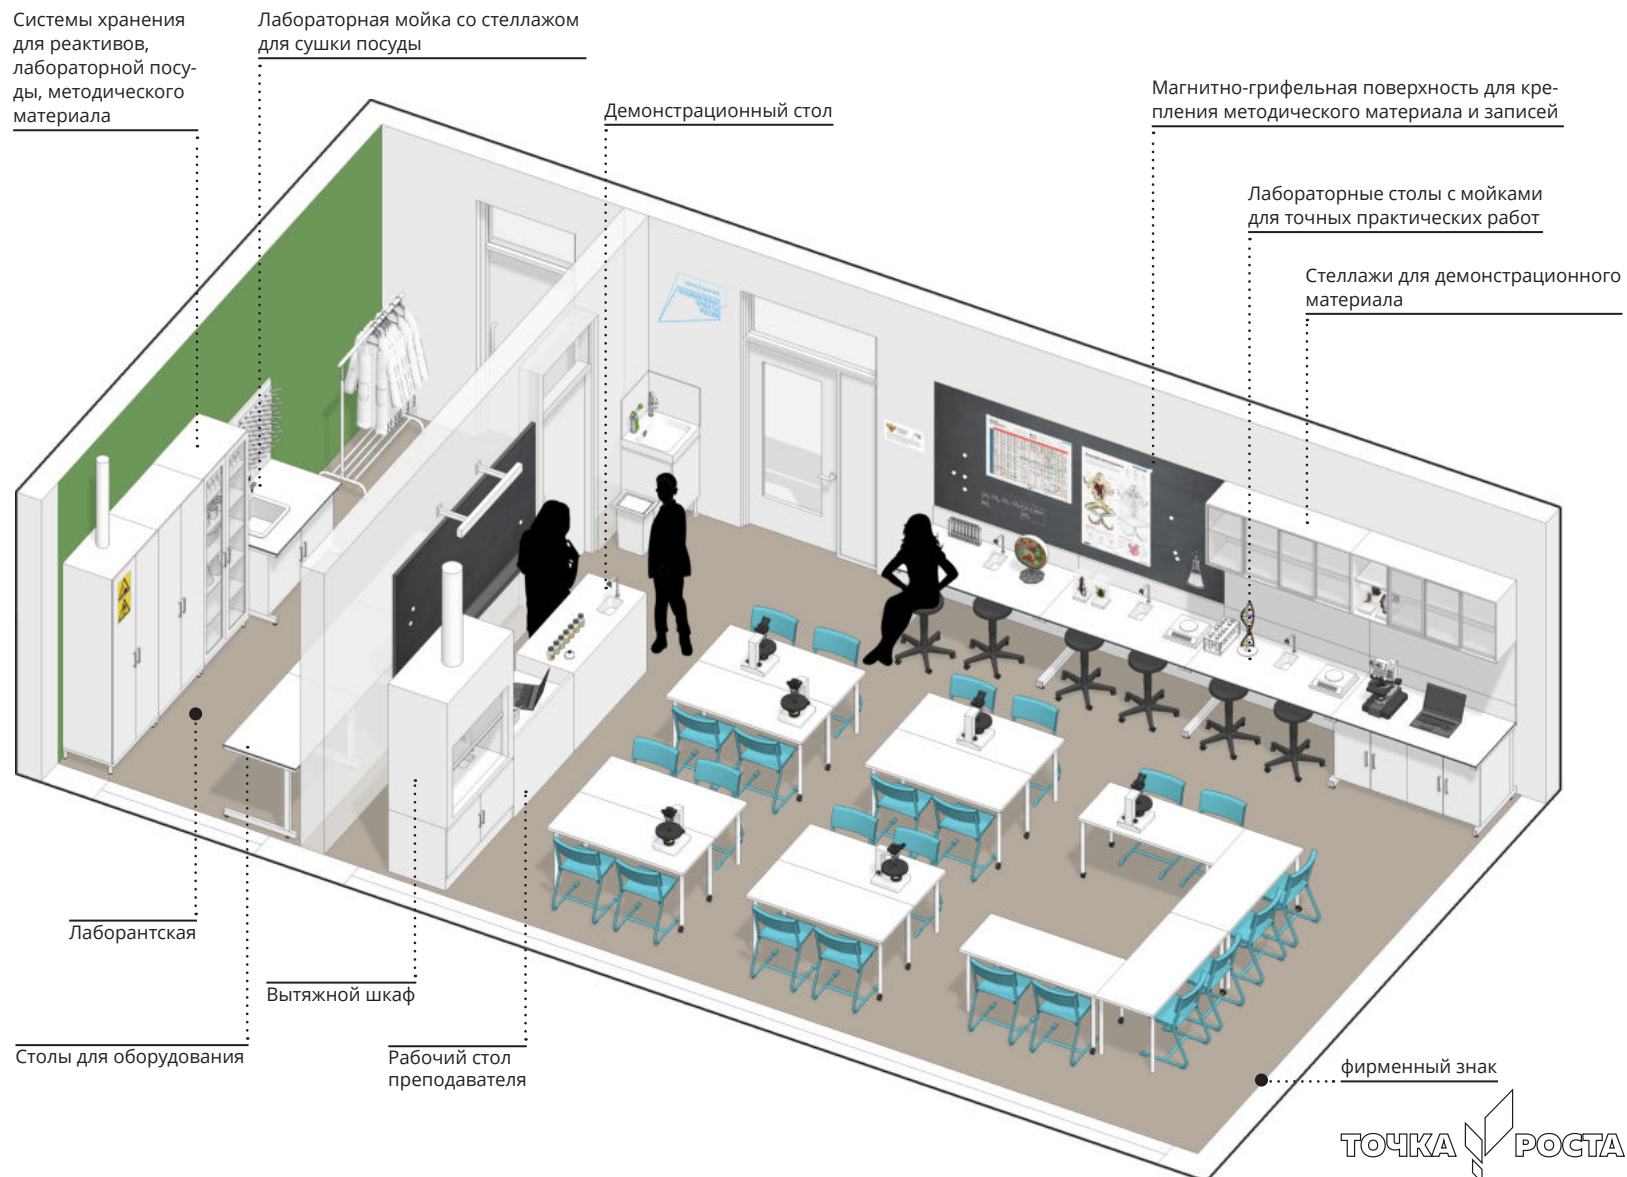 Системы хранения
для реактивов,
лабораторной посу-
ды, методического
материала
Лабораторная мойка со стеллажом
для сушки посуды
Демонстрационный стол
Магнитно-грифельная поверхность для кре-
пления методического материала и записей
Лабораторные столы с мойками
для точных практических работ
Стеллажи для демонстрационного
материала
Лаборантская
Вытяжной шкаф
Столы для оборудования
Рабочий стол
преподавателя
фирменный знак
ТОЧКА РОСТА